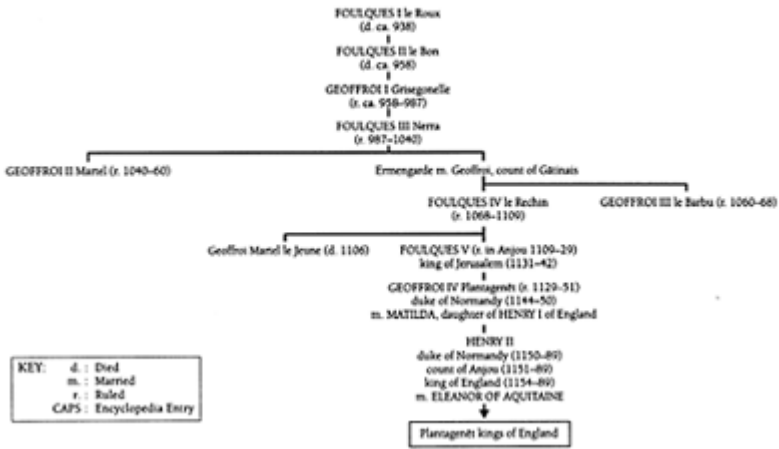 FOULQUES I le Roux
(d. ca. 938)
FOULQUES II le Bon
(d. ca. 958)
GEOFFROI I Grisegonelle
(r. ca. 958–987)
FOULQUES III Nerra
(r. 987–1040)
GEOFFROI II Martel (r. 1040–60)
Ermengarde m. Geoffroi, count of Gâtinais
FOULQUES IV le Rechin
(r. 1068–1109)
GEOFFROI III le Barbu (r. 1060–68)
Geoffroi Martel le Jeune (d. 1106)
FOULQUES V (r. in Anjou 1109–29)
king of Jerusalem (1131–42)
GEOFFROI IV Plantagenêt (r. 1129–51)
duke of Normandy (1144–50)
m. MATILDA, daughter of HENRY I of England
HENRY II
duke of Normandy (1150–89)
count of Anjou (1151–89)
king of England (1154–89)
m. ELEANOR OF AQUITAINE
Plantagenêt kings of England
KEY: d. : Died
m. : Married
r. : Ruled
CAPS : Encyclopedia Entry